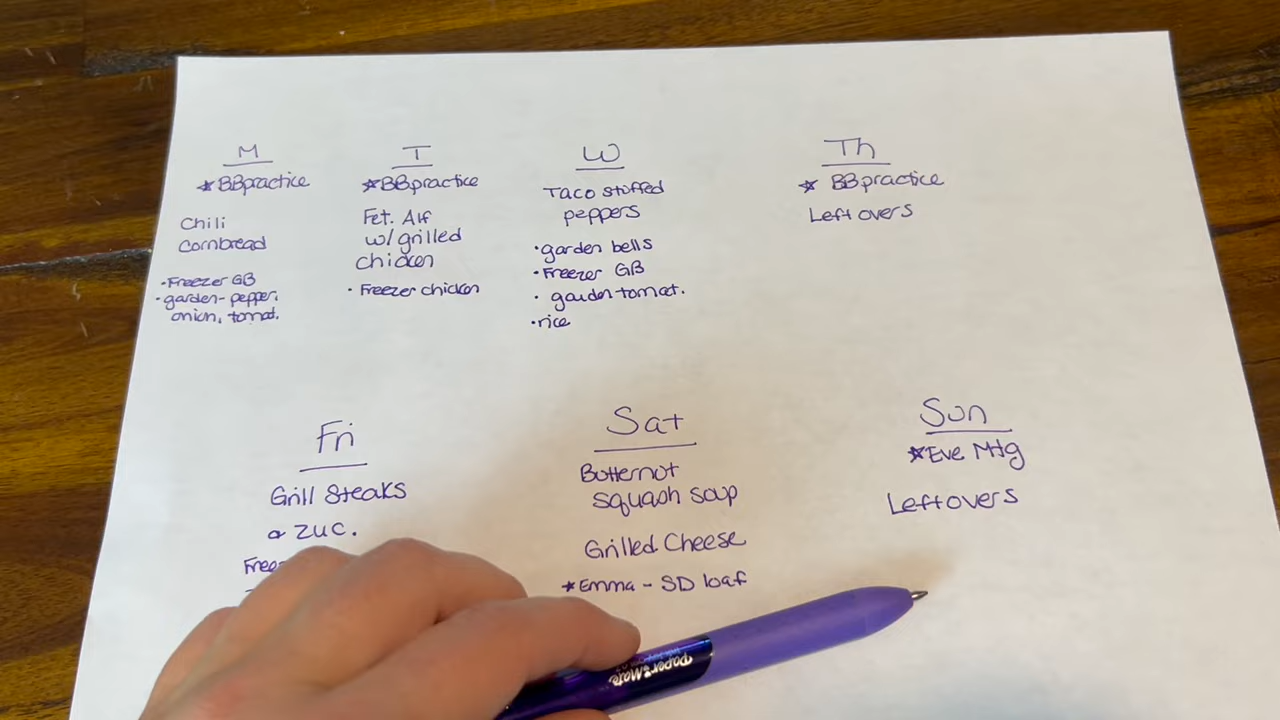 M
*BBpractice
Chili
Cornbread
•Freezer GB
•garden-pepper,
onion, tomat.
T
*BBpractice
Fet. Alf
w/grilled
chicken
• Freezer chicken
W
Taco stuffed
peppers
•garden bells
•Freezer GB
• garden tomat.
•rice
Th
* BBpractice
Leftovers
Fri
Grill Steaks
& zuc.
Sat
Butternut
squash soup
Grilled Cheese
*Emma - SD loaf
Sun
*Eve Mtg
Leftovers
Paper Mate